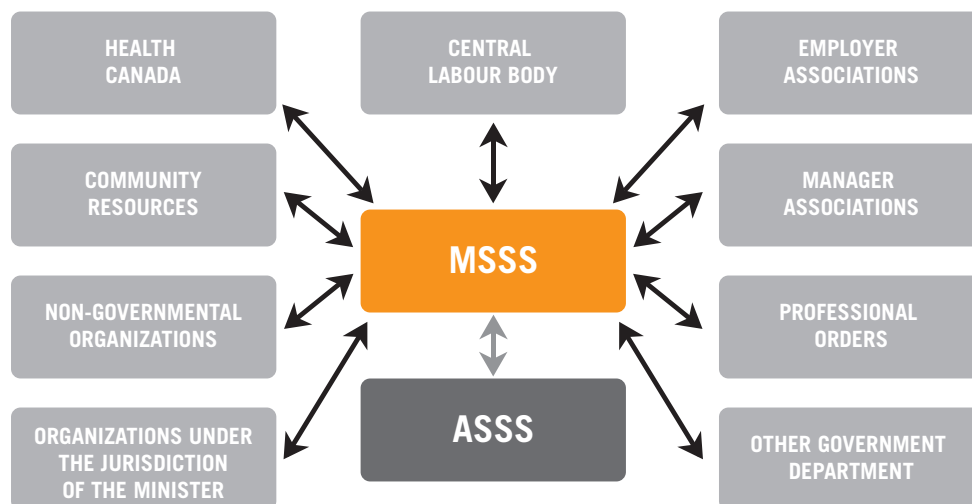 HEALTH
CANADA
CENTRAL
LABOUR BODY
EMPLOYER
ASSOCIATIONS
COMMUNITY
RESOURCES
MANAGER
ASSOCIATIONS
MSSS
NON-GOVERNMENTAL
ORGANIZATIONS
PROFESSIONAL
ORDERS
ASSS
ORGANIZATIONS UNDER
THE JURISDICTION
OF THE MINISTER
OTHER GOVERNMENT
DEPARTMENT